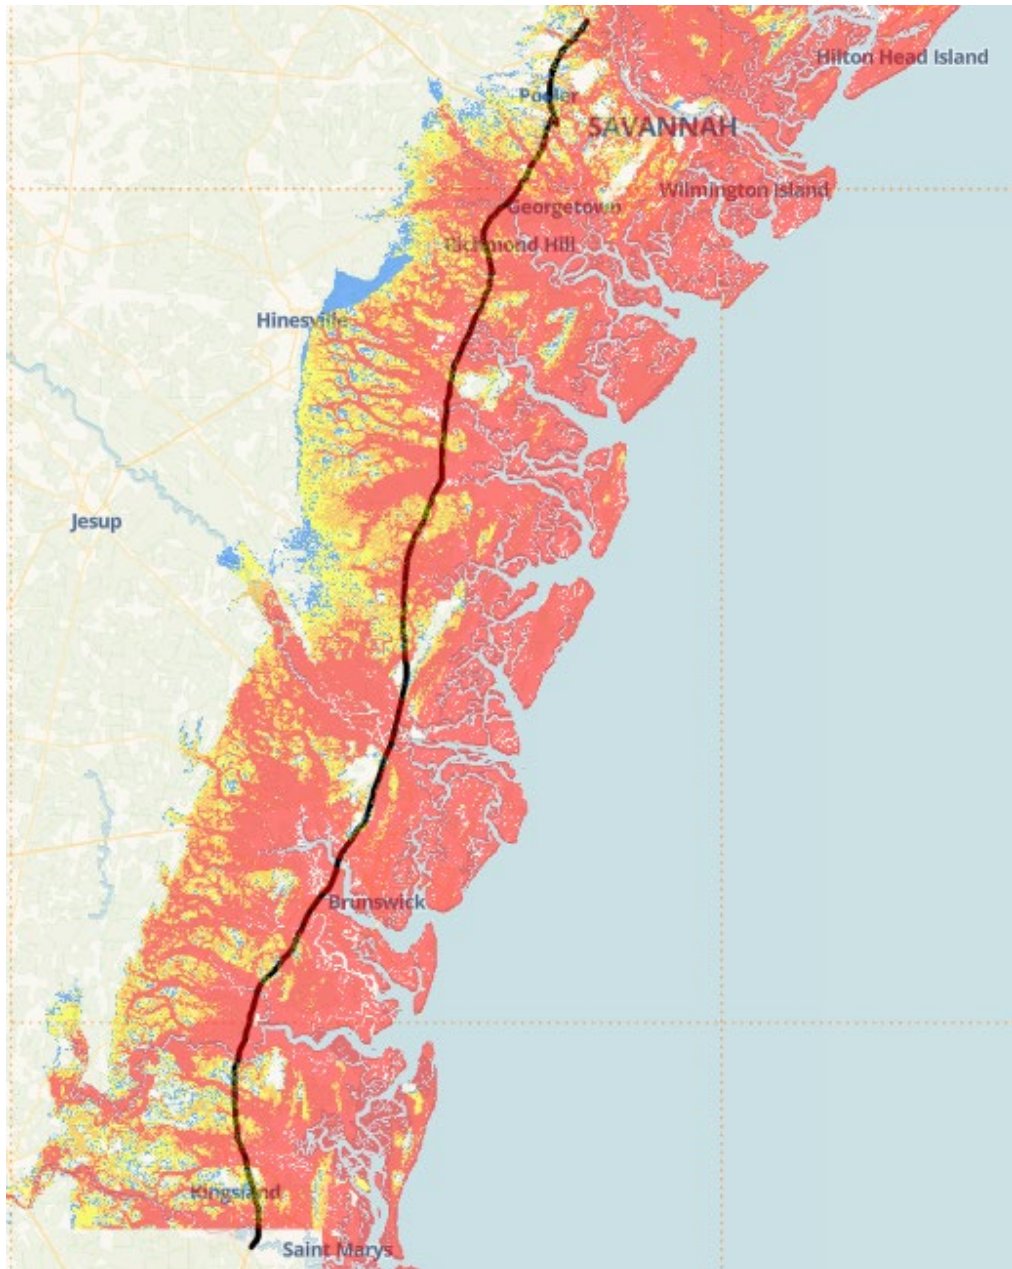 Hilton Head Island
Pooler
SAVANNAH
Wilmington Island
Georgetown
Richmond Hill
Hinesville
Jesup
Brunswick
Kingsland
Saint Marys